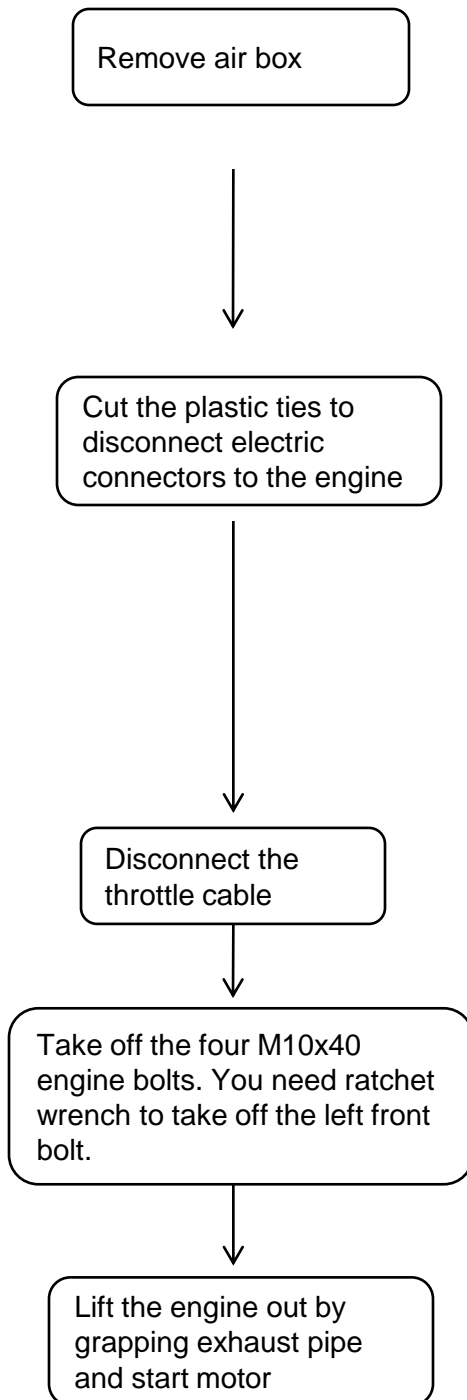 Remove air box
Cut the plastic ties to
disconnect electric
connectors to the engine
Disconnect the
throttle cable
Take off the four M10x40
engine bolts. You need ratchet
wrench to take off the left front
bolt.
Lift the engine out by
grapping exhaust pipe
and start motor